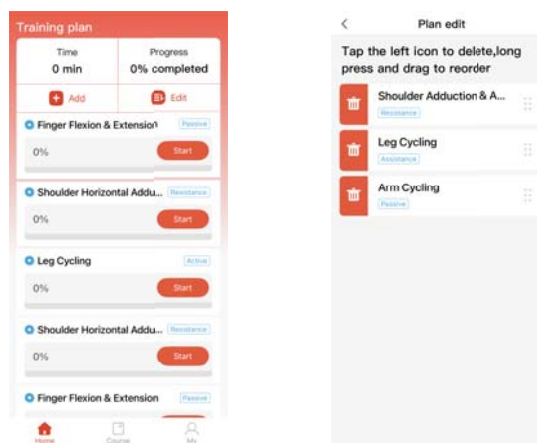 Training plan
Time
Progress
0 min
0% completed
Add
Edit
Finger Flexion & Extension
Passive
0%
Start
Shoulder Horizontal Addu...
Resistance
0%
Start
Leg Cycling
Active
0%
Start
Shoulder Horizontal Addu...
Resistance
0%
Start
Finger Flexion & Extension
Passive
Home
Course
My
Plan edit
Tap the left icon to delete,long
press and drag to reorder
Shoulder Adduction & A...
Resistance
Leg Cycling
Assistance
Arm Cycling
Passive